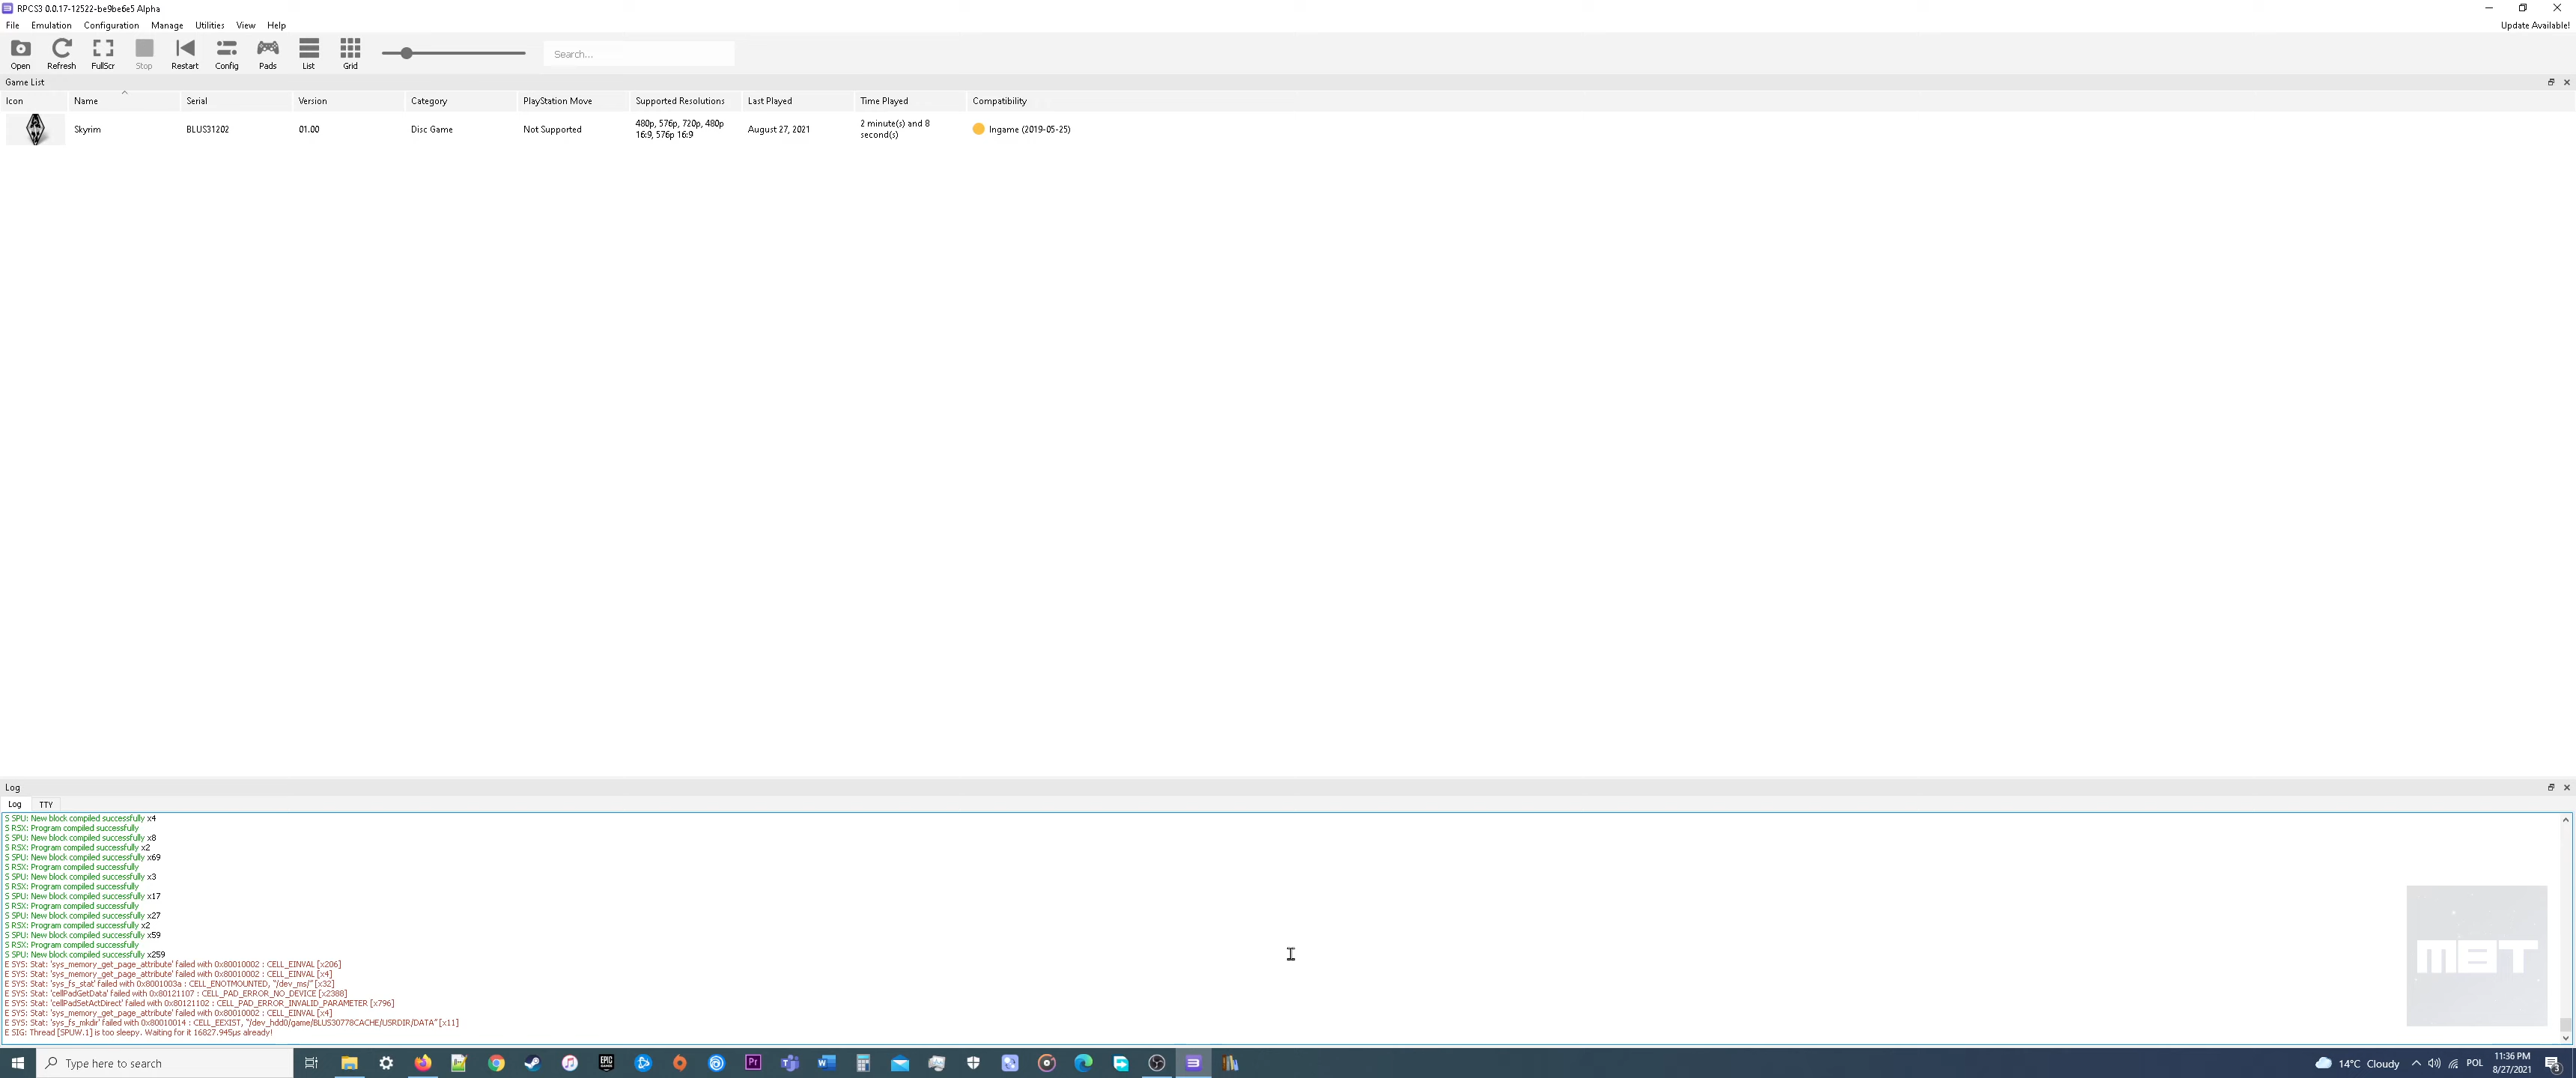 RPCS3 0.0.17-12522-be9be6e5 Alpha
File Emulation Configuration Manage Utilities View Help
Update Available!
Open Refresh FullScr Stop Restart Config Pads List Grid
Search...
Game List
Icon Name Serial Version Category PlayStation Move Supported Resolutions Last Played Time Played Compatibility
Skyrim BLUS31202 01.00 Disc Game Not Supported 480p, 576p, 720p, 480p August 27, 2021 2 minute(s) and 8 Ingame (2019-05-25)
16:9, 576p 16:9 second(s)
Log
Log TTY
S SPU: New block compiled successfully x4
S RSX: Program compiled successfully
S SPU: New block compiled successfully x8
S RSX: Program compiled successfully x2
S SPU: New block compiled successfully x69
S RSX: Program compiled successfully
S SPU: New block compiled successfully x3
S RSX: Program compiled successfully
S SPU: New block compiled successfully x17
S RSX: Program compiled successfully
S SPU: New block compiled successfully x27
S RSX: Program compiled successfully x2
S SPU: New block compiled successfully x59
S RSX: Program compiled successfully
S SPU: New block compiled successfully x259
E SYS: Stat: 'sys_memory_get_page_attribute' failed with 0x80010002 : CELL_EINVAL [x206]
E SYS: Stat: 'sys_memory_get_page_attribute' failed with 0x80010002 : CELL_EINVAL [x4]
E SYS: Stat: 'sys_fs_stat' failed with 0x8001003a : CELL_ENOTMOUNTED, "/dev_ms/" [x32]
E SYS: Stat: 'cellPadGetData' failed with 0x80121107 : CELL_PAD_ERROR_NO_DEVICE [x2388]
E SYS: Stat: 'cellPadSetActDirect' failed with 0x80121102 : CELL_PAD_ERROR_INVALID_PARAMETER [x796]
E SYS: Stat: 'sys_memory_get_page_attribute' failed with 0x80010002 : CELL_EINVAL [x4]
E SYS: Stat: 'sys_fs_mkdir' failed with 0x80010014 : CELL_EEXIST, "/dev_hdd0/game/BLUS30778CACHE/USRDIR/DATA" [x11]
E SIG: Thread [SPUW.1] is too sleepy. Waiting for it 16827.945µs already!
MBT
Type here to search
EPIC GAMES
Pr
14°C Cloudy
POL
11:36 PM
8/27/2021
3